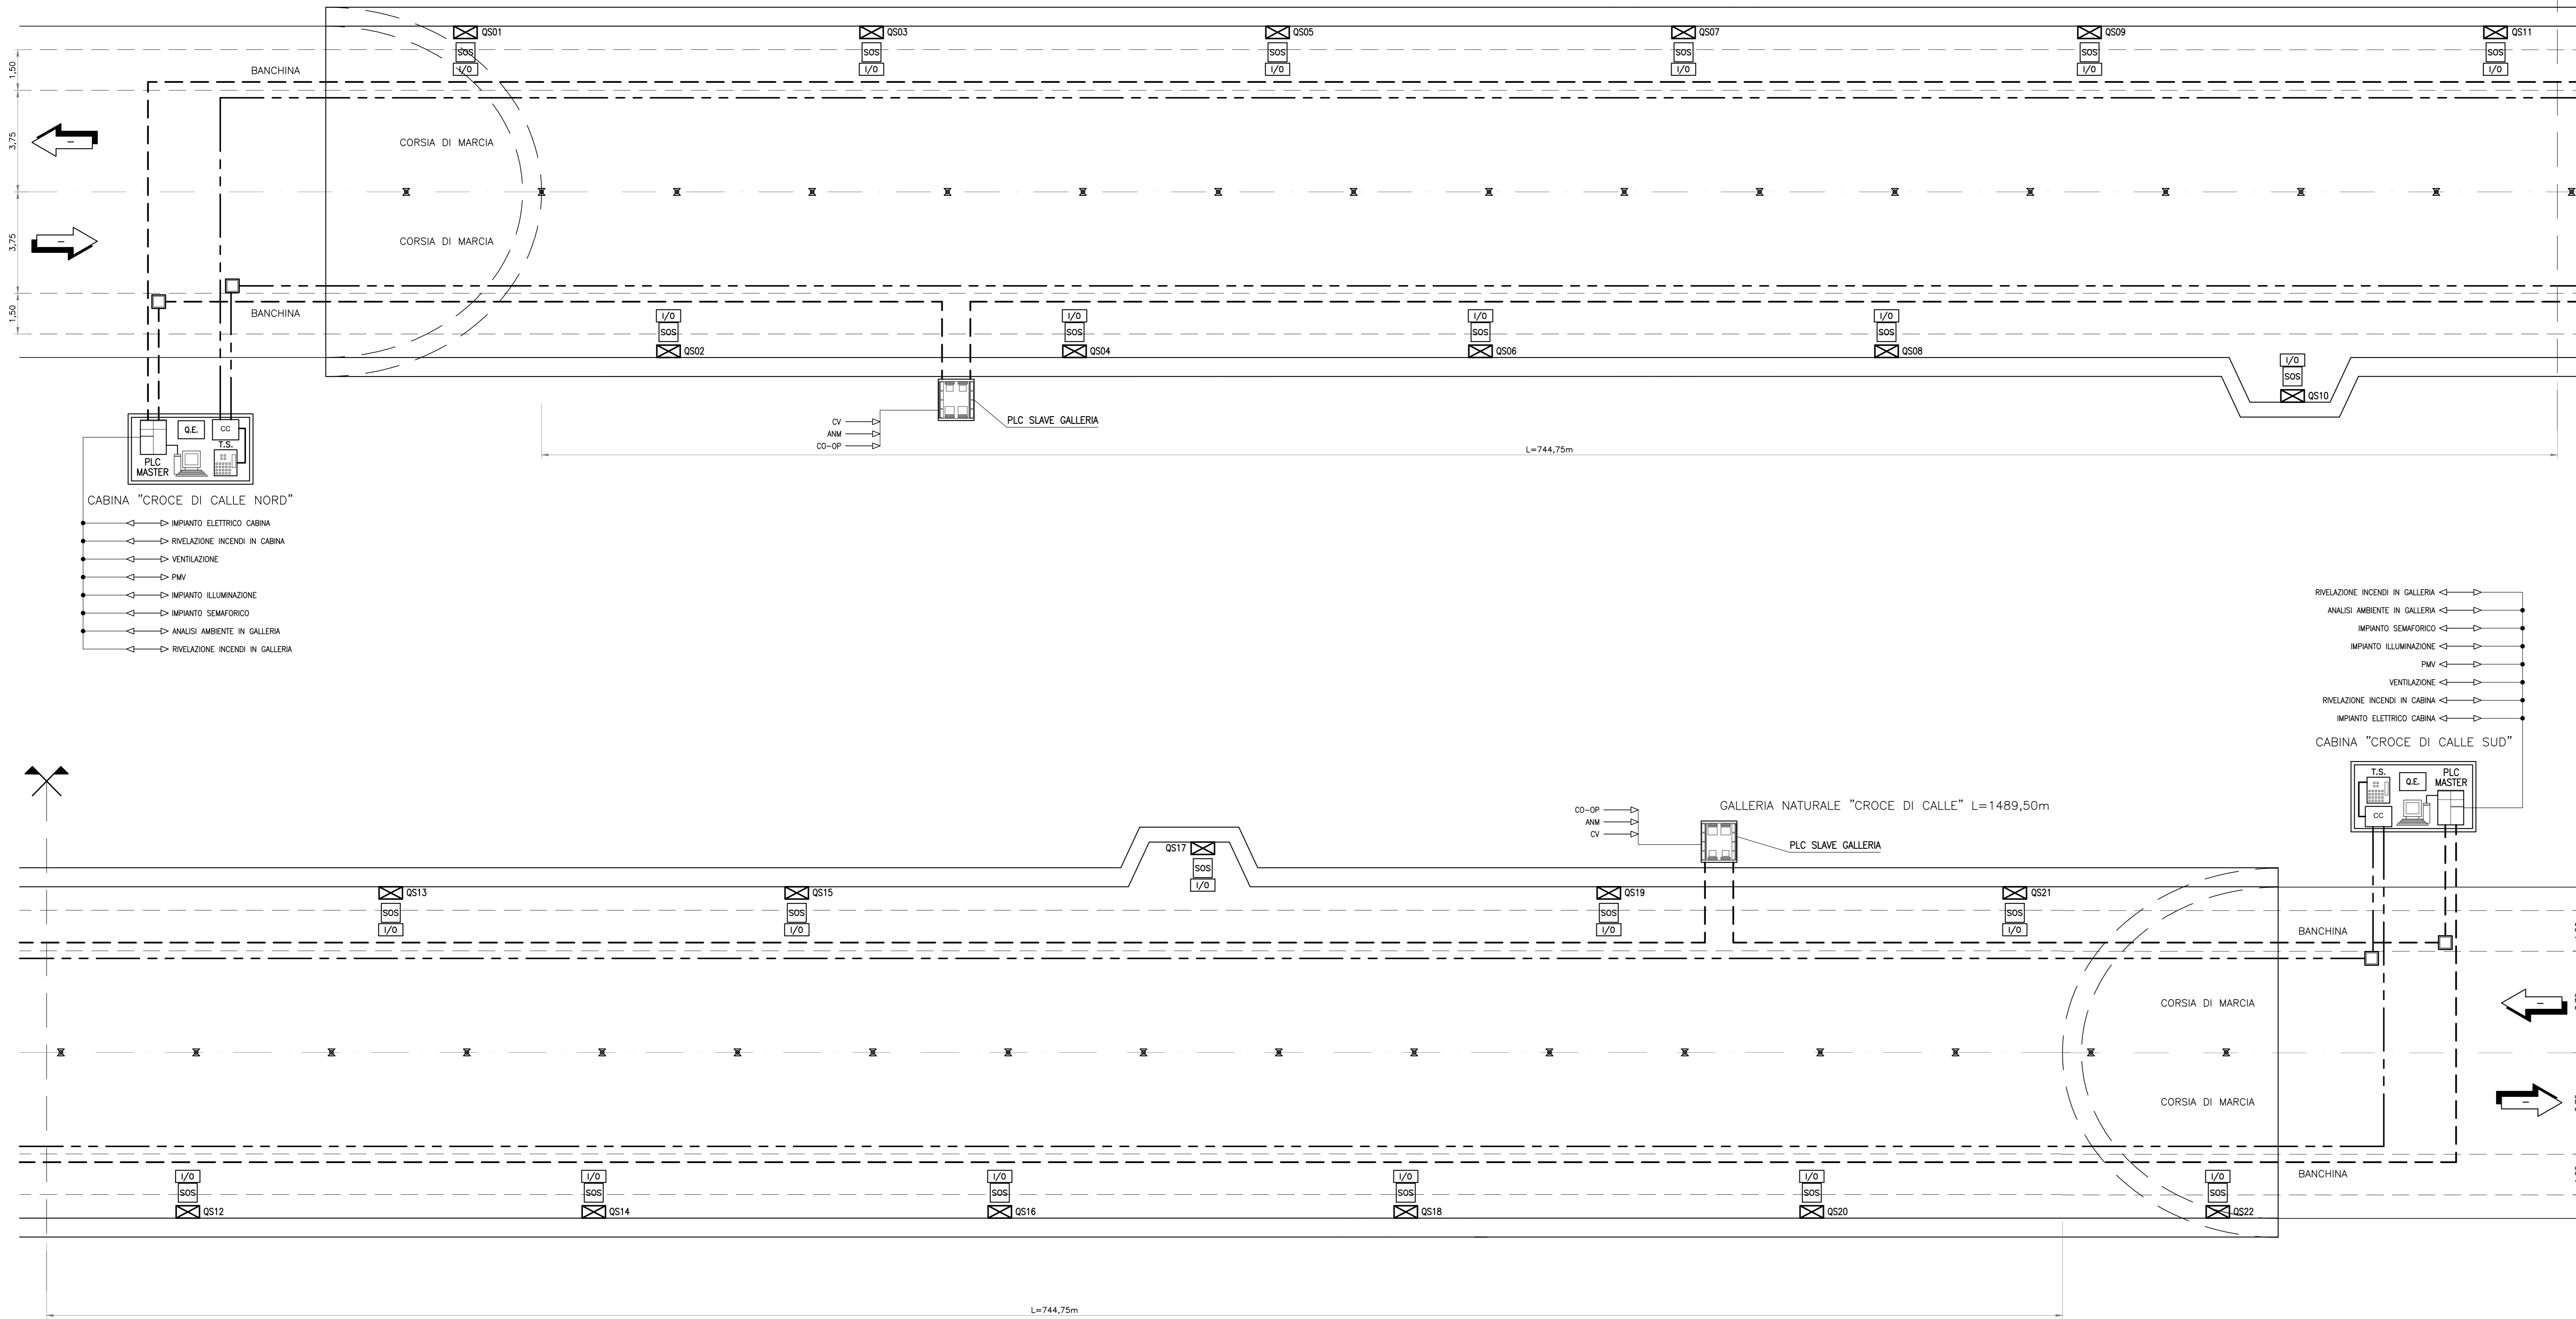 QS01
QS03
QS05
QS07
QS09
QS11
SOS
SOS
SOS
SOS
SOS
SOS
I/O
I/O
I/O
I/O
I/O
I/O
1,50
BANCHINA
3,75
CORSIA DI MARCIA
3,75
CORSIA DI MARCIA
1,50
BANCHINA
I/O
I/O
I/O
I/O
SOS
SOS
SOS
SOS
QS02
QS04
QS06
QS08
I/O
SOS
QS10
CV
ANM
CO-OP
PLC SLAVE GALLERIA
L=744,75m
Q.E.
CC
T.S.
PLC
MASTER
CABINA "CROCE DI CALLE NORD"
IMPIANTO ELETTRICO CABINA
RIVELAZIONE INCENDI IN CABINA
VENTILAZIONE
PMV
IMPIANTO ILLUMINAZIONE
IMPIANTO SEMAFORICO
ANALISI AMBIENTE IN GALLERIA
RIVELAZIONE INCENDI IN GALLERIA
RIVELAZIONE INCENDI IN GALLERIA
ANALISI AMBIENTE IN GALLERIA
IMPIANTO SEMAFORICO
IMPIANTO ILLUMINAZIONE
PMV
VENTILAZIONE
RIVELAZIONE INCENDI IN CABINA
IMPIANTO ELETTRICO CABINA
CABINA "CROCE DI CALLE SUD"
T.S.
Q.E.
PLC
MASTER
CC
GALLERIA NATURALE "CROCE DI CALLE" L=1489,50m
CO-OP
ANM
CV
PLC SLAVE GALLERIA
QS17
SOS
I/O
QS13
QS15
QS19
QS21
SOS
SOS
SOS
SOS
I/O
I/O
I/O
I/O
BANCHINA
CORSIA DI MARCIA
CORSIA DI MARCIA
BANCHINA
I/O
I/O
I/O
I/O
I/O
I/O
SOS
SOS
SOS
SOS
SOS
SOS
QS12
QS14
QS16
QS18
QS20
QS22
L=744,75m